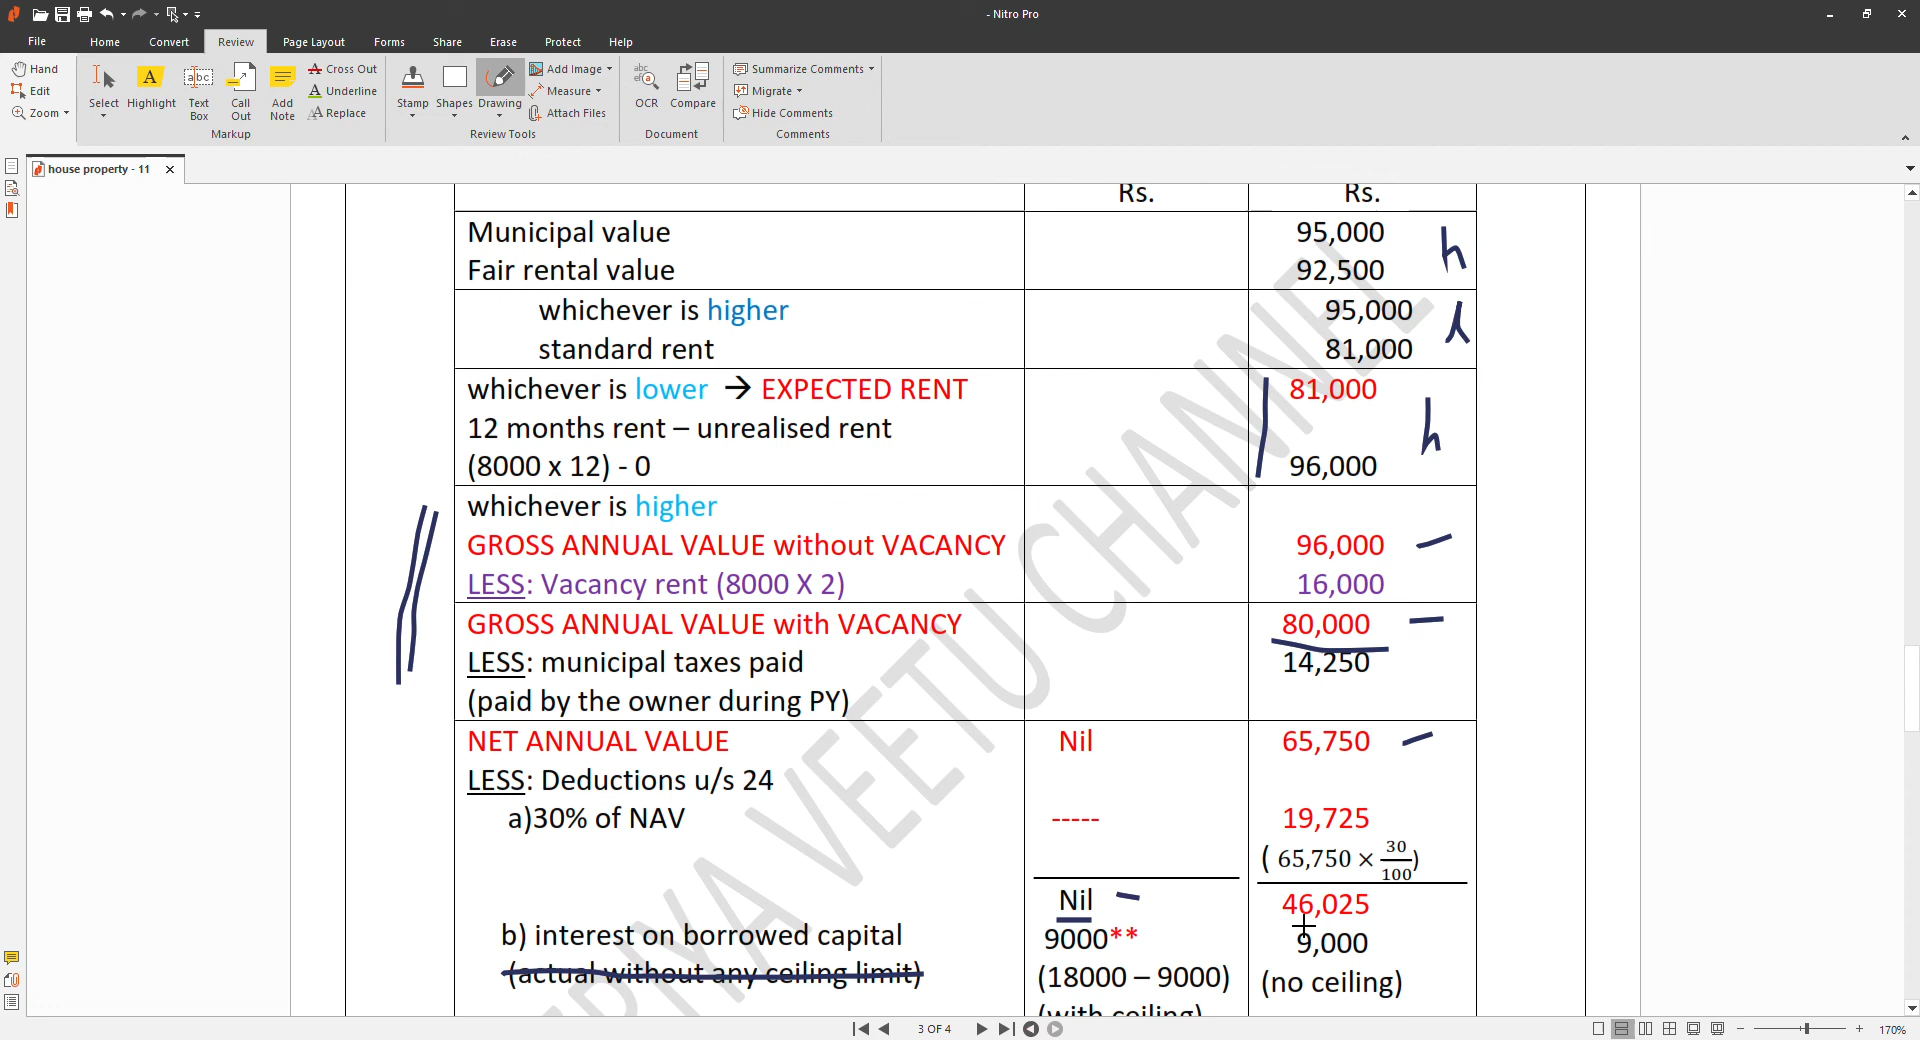 - Nitro Pro
File Home Convert Review Page Layout Forms Share Erase Protect Help
Hand
Edit
Zoom
Select
Highlight
Text Box
Call Out
Add Note
Cross Out
Underline
Replace
Markup
Stamp
Shapes
Drawing
Add Image
Measure
Attach Files
Review Tools
OCR
Compare
Document
Summarize Comments
Migrate
Hide Comments
Comments
house property - 11
Rs. Rs.
Municipal value 95,000 h
Fair rental value 92,500
whichever is higher 95,000
standard rent 81,000
whichever is lower → EXPECTED RENT 81,000
12 months rent – unrealised rent h
(8000 x 12) - 0 96,000
whichever is higher
GROSS ANNUAL VALUE without VACANCY 96,000
LESS: Vacancy rent (8000 X 2) 16,000
GROSS ANNUAL VALUE with VACANCY 80,000
LESS: municipal taxes paid 14,250
(paid by the owner during PY)
NET ANNUAL VALUE Nil 65,750
LESS: Deductions u/s 24
a)30% of NAV ----- 19,725
( 65,750 × 30/100)
Nil 46,025
b) interest on borrowed capital 9000** 9,000
(actual without any ceiling limit) (18000 – 9000) (no ceiling)
(with ceiling)
PRIYA VEETU CHANNEL
3 OF 4
170%